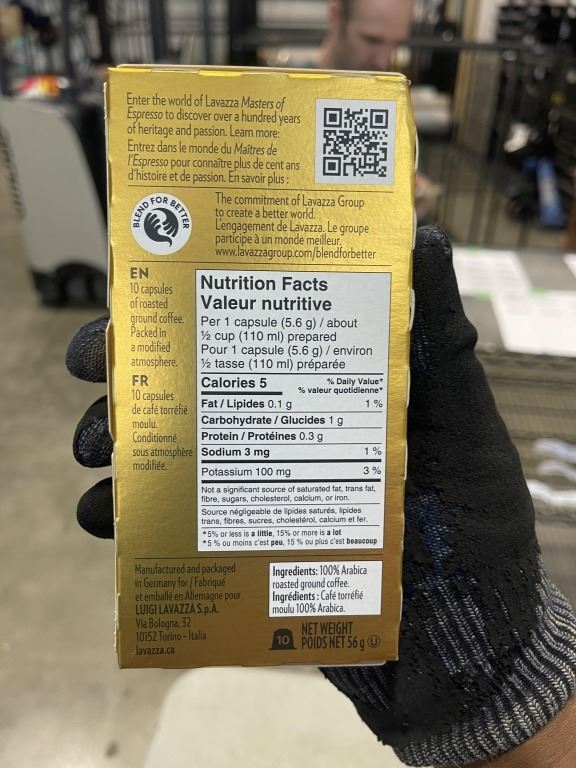 Enter the world of Lavazza Masters of
Espresso to discover over a hundred years
of heritage and passion. Learn more:
Entrez dans le monde du Maîtres de
l'Espresso pour connaître plus de cent ans
d'histoire et de passion. En savoir plus :
BLEND FOR BETTER
The commitment of Lavazza Group
to create a better world.
L'engagement de Lavazza. Le groupe
participe à un monde meilleur.
www.lavazzagroup.com/blendforbetter
EN
10 capsules
of roasted
ground coffee.
Packed in
a modified
atmosphere.
FR
10 capsules
de café torréfié
moulu.
Conditionné
sous atmosphère
modifiée.
Nutrition Facts
Valeur nutritive
Per 1 capsule (5.6 g) / about
½ cup (110 ml) prepared
Pour 1 capsule (5.6 g) / environ
½ tasse (110 ml) préparée
Calories 5
% Daily Value*
% valeur quotidienne*
Fat / Lipides 0.1 g 1 %
Carbohydrate / Glucides 1 g
Protein / Protéines 0.3 g
Sodium 3 mg 1 %
Potassium 100 mg 3 %
Not a significant source of saturated fat, trans fat,
fibre, sugars, cholesterol, calcium, or iron.
Source négligeable de lipides saturés, lipides
trans, fibres, sucres, cholestérol, calcium et fer.
*5% or less is a little, 15% or more is a lot
*5 % ou moins c'est peu, 15 % ou plus c'est beaucoup
Manufactured and packaged
in Germany for / Fabriqué
et emballé en Allemagne pour
LUIGI LAVAZZA S.p.A.
Via Bologna, 32
10152 Torino - Italia
lavazza.ca
Ingredients: 100% Arabica
roasted ground coffee.
Ingrédients : Café torréfié
moulu 100% Arabica.
10
NET WEIGHT
POIDS NET 56 g U